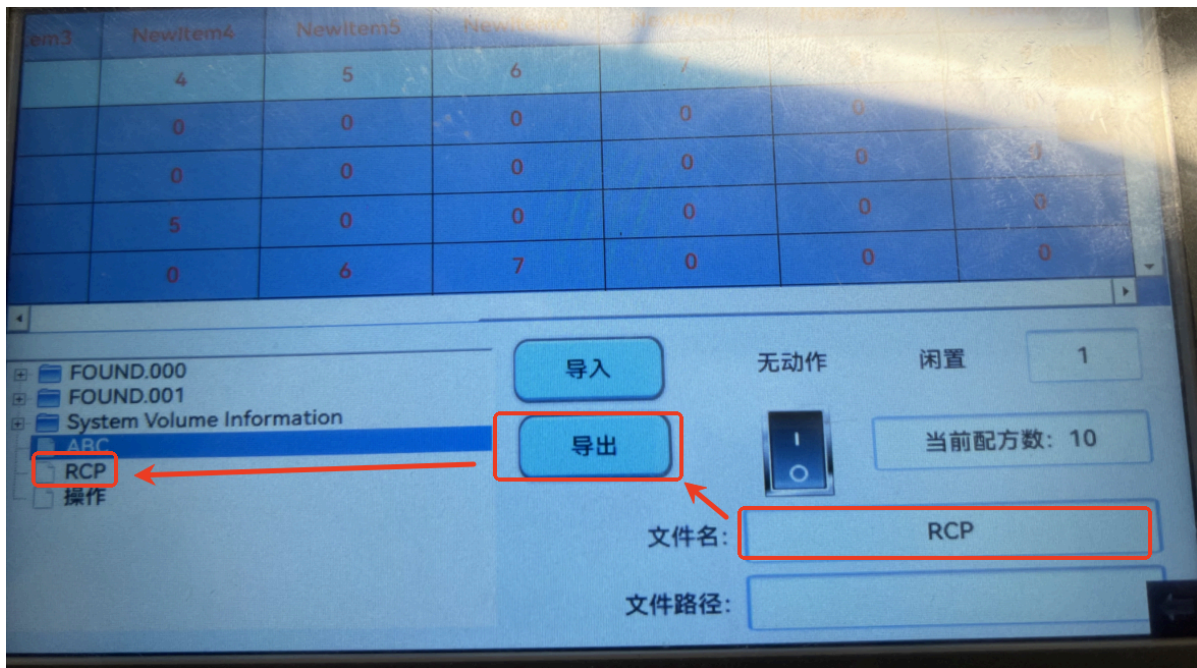 NewItem4 NewItem5
4 5 6 7
0 0 0 0 0
0 0 0 0 0
5 0 0 0 0 0
0 6 7 0 0 0
FOUND.000
FOUND.001
System Volume Information
ABC
RCP
操作
导入
导出
无动作 闲置 1
当前配方数: 10
文件名: RCP
文件路径: